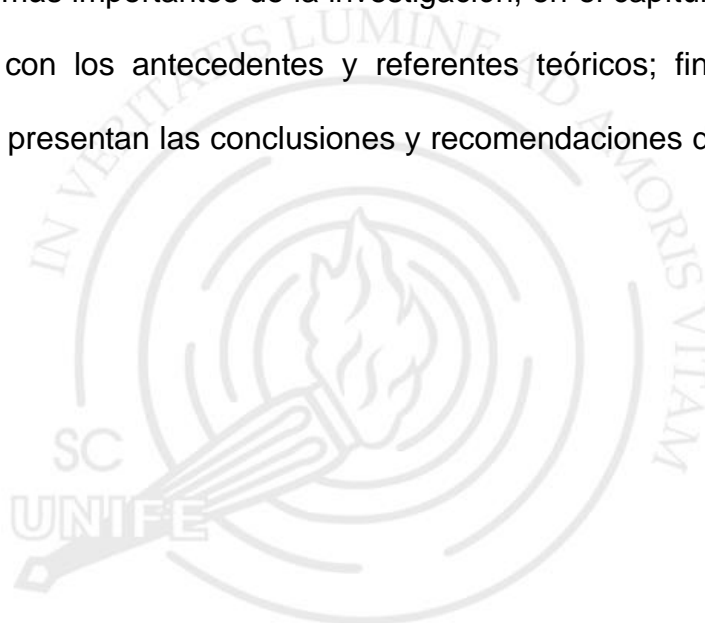 más importantes de la investigación, en el capítul
con los antecedentes y referentes teóricos; fin
presentan las conclusiones y recomendaciones
IN VERITATIS LUMINE AD AMORIS VITAM
SC
UNIFE